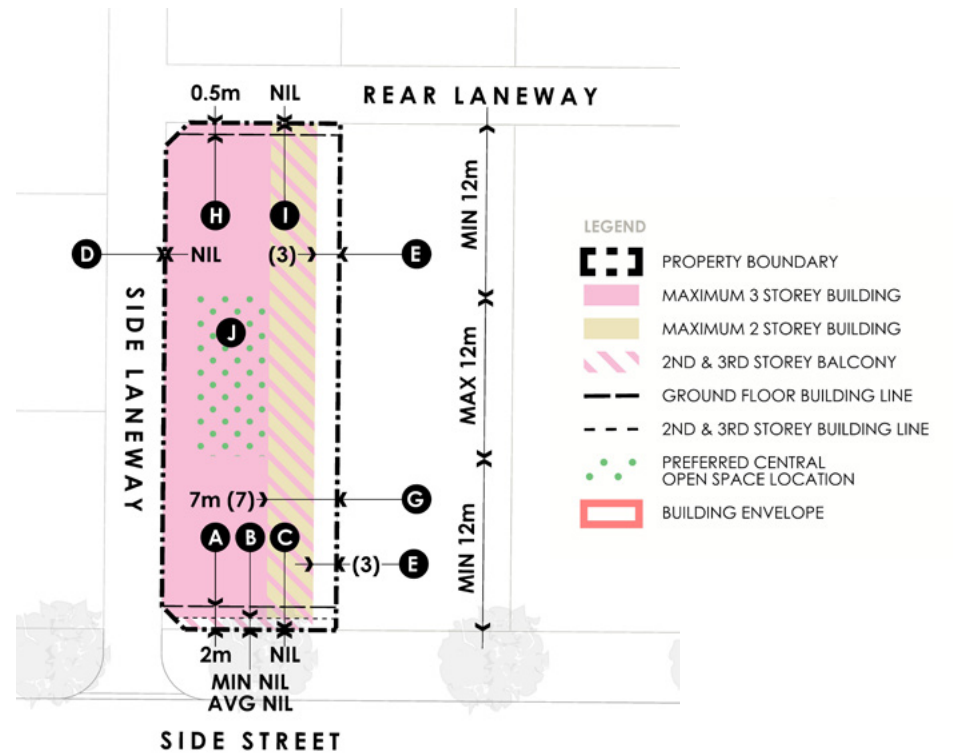 0.5m NIL
REAR LANEWAY
H I
MIN 12m
D NIL (3) E
SIDE LANEWAY
J
MAX 12m
7m (7) G
A B C
MIN 12m
(3) E
2m NIL
MIN NIL
AVG NIL
SIDE STREET
LEGEND
PROPERTY BOUNDARY
MAXIMUM 3 STOREY BUILDING
MAXIMUM 2 STOREY BUILDING
2ND & 3RD STOREY BALCONY
GROUND FLOOR BUILDING LINE
2ND & 3RD STOREY BUILDING LINE
PREFERRED CENTRAL
OPEN SPACE LOCATION
BUILDING ENVELOPE